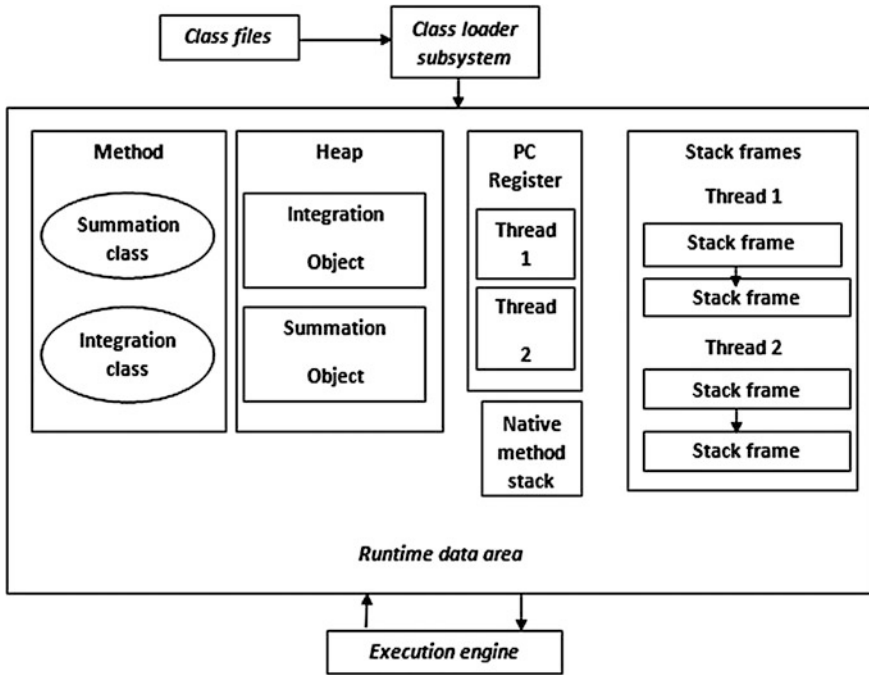 Class files
Class loader
subsystem
Method
Summation
class
Integration
class
Heap
Integration
Object
Summation
Object
PC
Register
Thread
1
Thread
2
Native
method
stack
Stack frames
Thread 1
Stack frame
Stack frame
Thread 2
Stack frame
Stack frame
Runtime data area
Execution engine